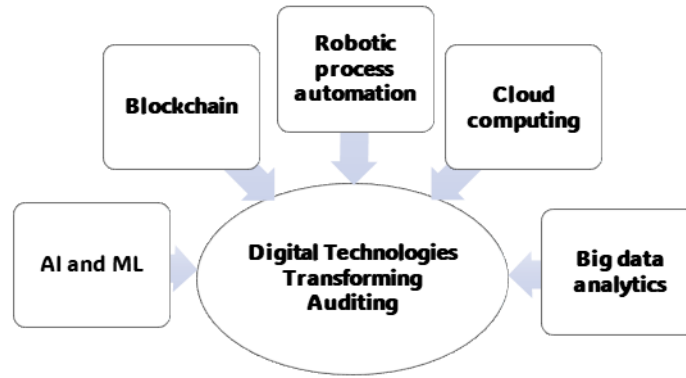 Robotic
process
automation
Blockchain
Cloud
computing
AI and ML
Digital Technologies
Transforming
Auditing
Big data
analytics